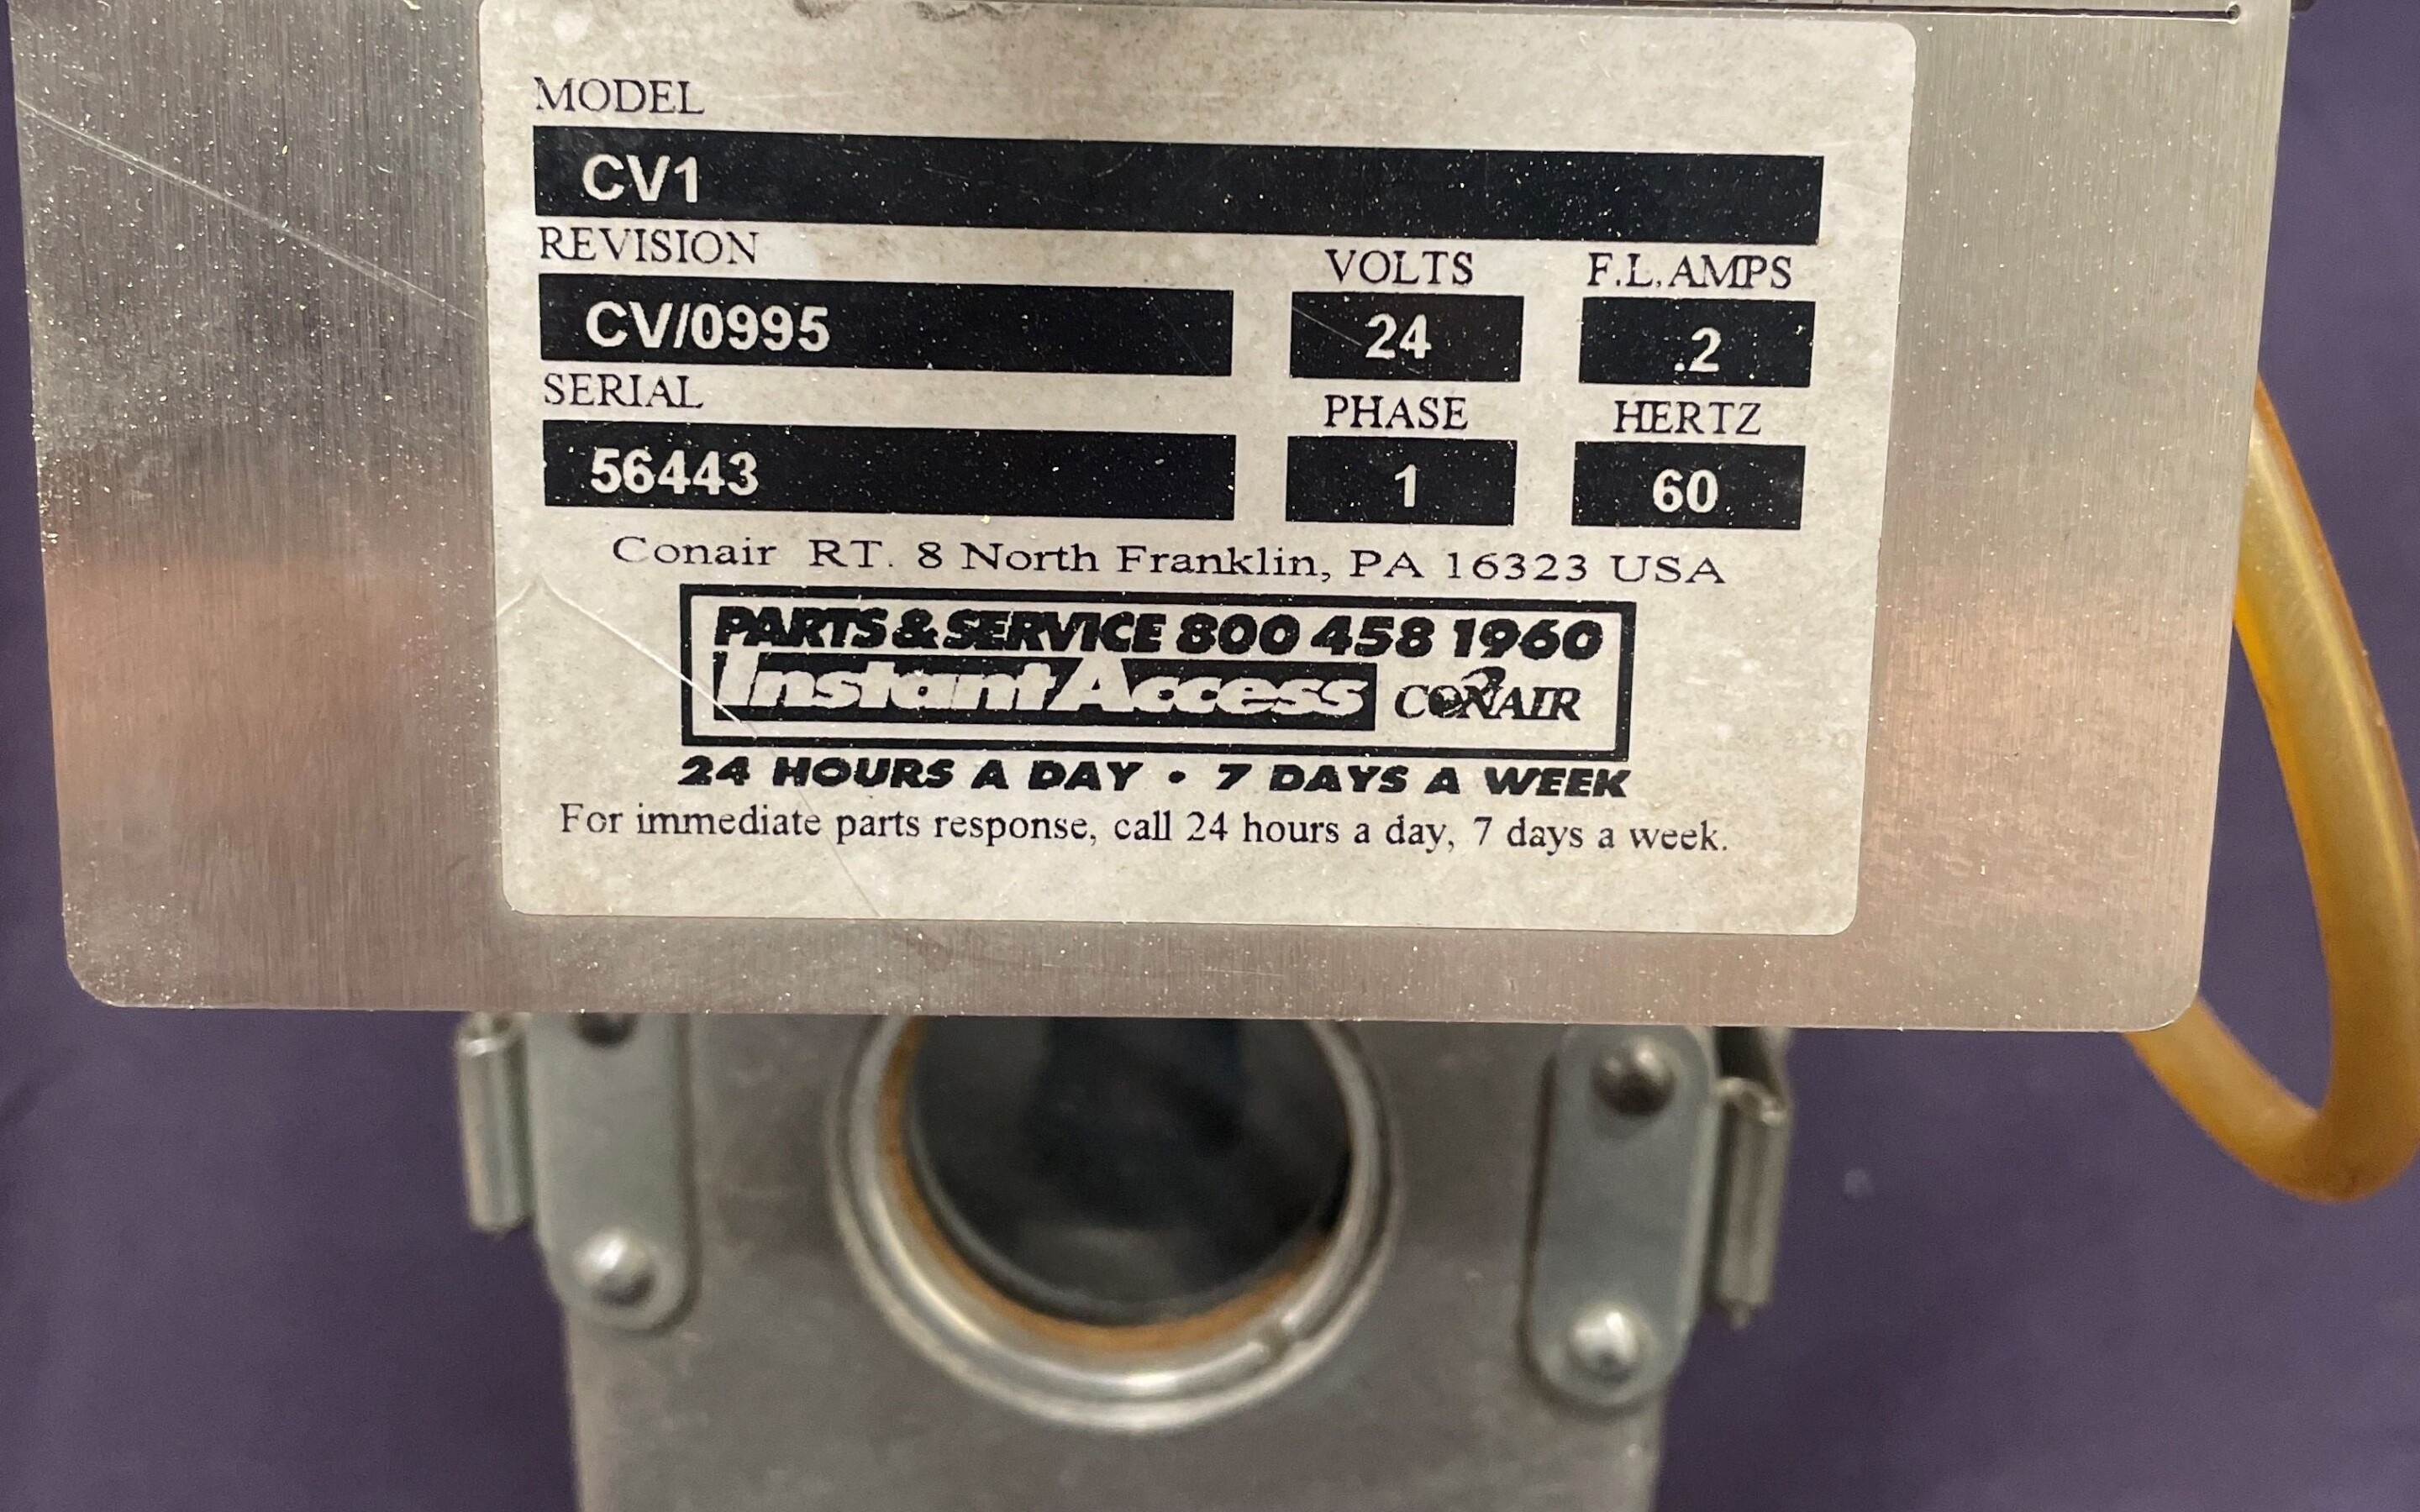 MODEL
CV1
REVISION VOLTS F.L.AMPS
CV/0995 24 .2
SERIAL PHASE HERTZ
56443 1 60
Conair RT. 8 North Franklin, PA 16323 USA
PARTS & SERVICE 800 458 1960
Instant Access CONAIR
24 HOURS A DAY • 7 DAYS A WEEK
For immediate parts response, call 24 hours a day, 7 days a week.